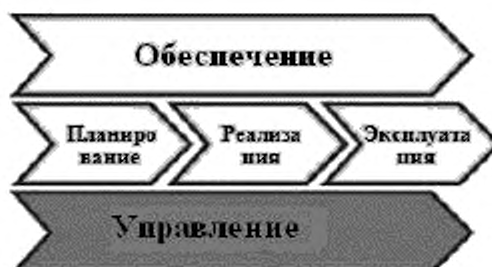 Обеспечение
Планиро
вание
Реализа
ция
Эксплуата
ция
Управление